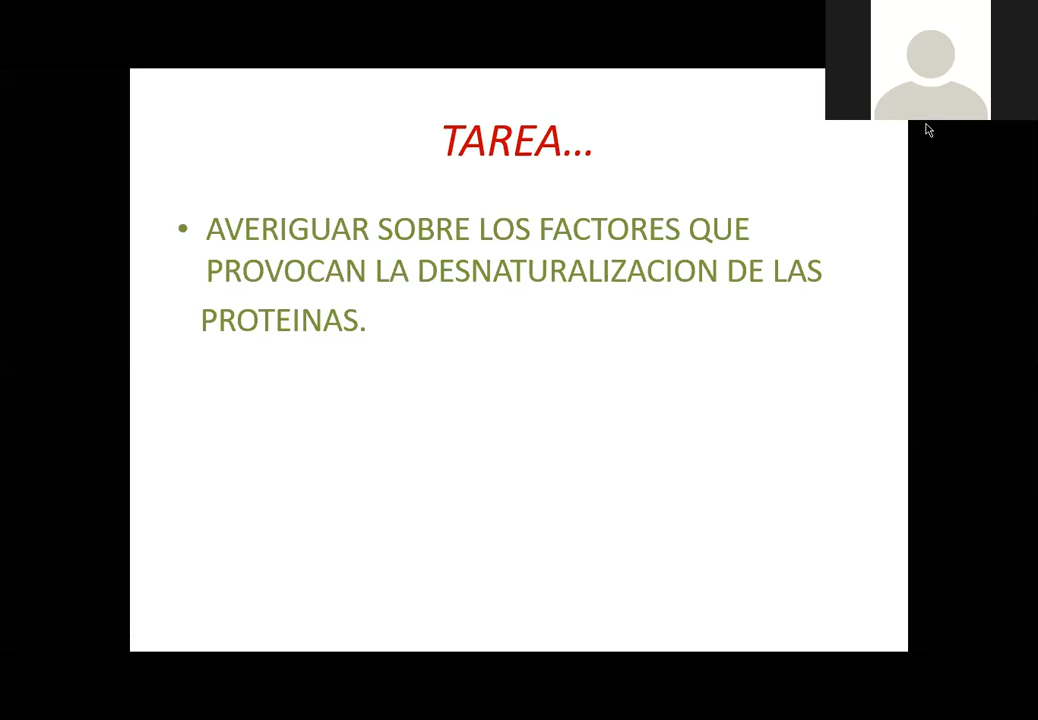 TAREA...
• AVERIGUAR SOBRE LOS FACTORES QUE
PROVOCAN LA DESNATURALIZACION DE LAS
PROTEINAS.